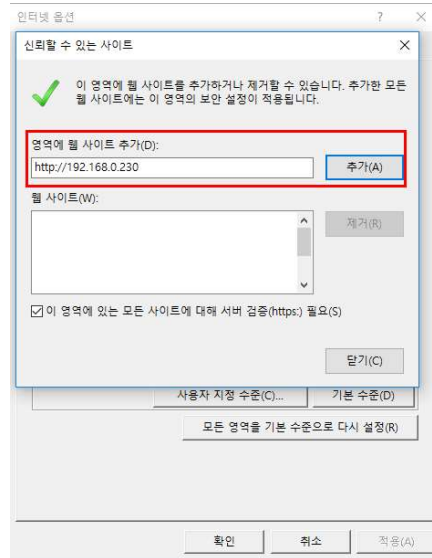 인터넷 옵션
신뢰할 수 있는 사이트
이 영역에 웹 사이트를 추가하거나 제거할 수 있습니다. 추가한 모든
웹 사이트에는 이 영역의 보안 설정이 적용됩니다.
영역에 웹 사이트 추가(D):
http://192.168.0.230
추가(A)
웹 사이트(W):
제거(R)
이 영역에 있는 모든 사이트에 대해 서버 검증(https:) 필요(S)
닫기(C)
사용자 지정 수준(C)...
기본 수준(D)
모든 영역을 기본 수준으로 다시 설정(R)
확인
취소
적용(A)